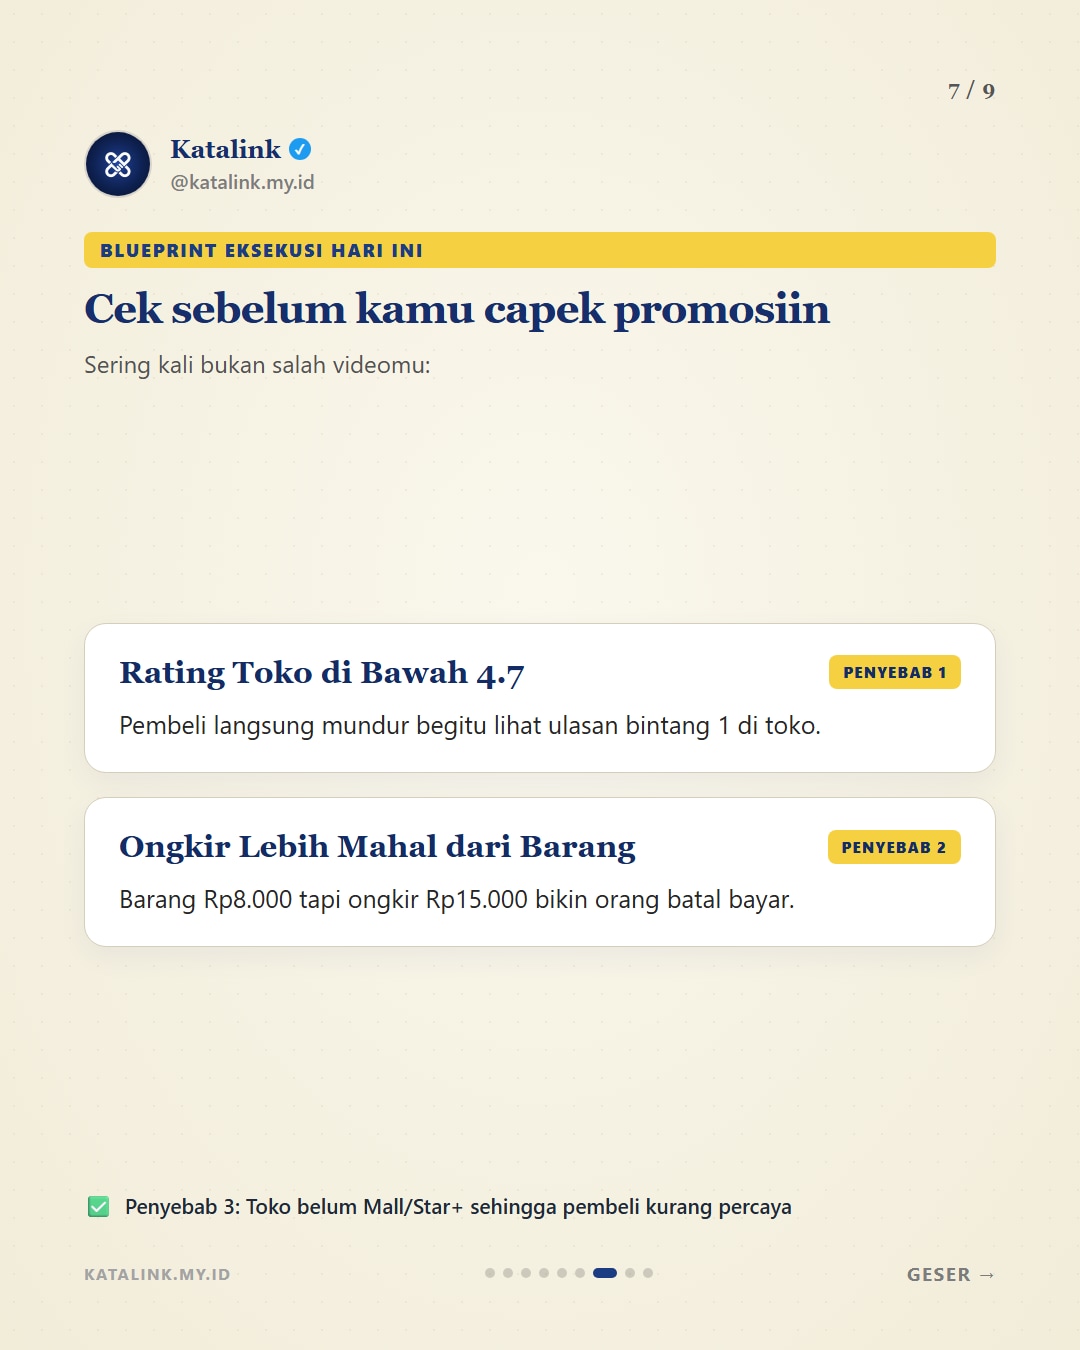 7 / 9
Katalink
@katalink.my.id
BLUEPRINT EKSEKUSI HARI INI
Cek sebelum kamu capek promosiin
Sering kali bukan salah videomu:
Rating Toko di Bawah 4.7
PENYEBAB 1
Pembeli langsung mundur begitu lihat ulasan bintang 1 di toko.
Ongkir Lebih Mahal dari Barang
PENYEBAB 2
Barang Rp8.000 tapi ongkir Rp15.000 bikin orang batal bayar.
✅ Penyebab 3: Toko belum Mall/Star+ sehingga pembeli kurang percaya
KATALINK.MY.ID
GESER →